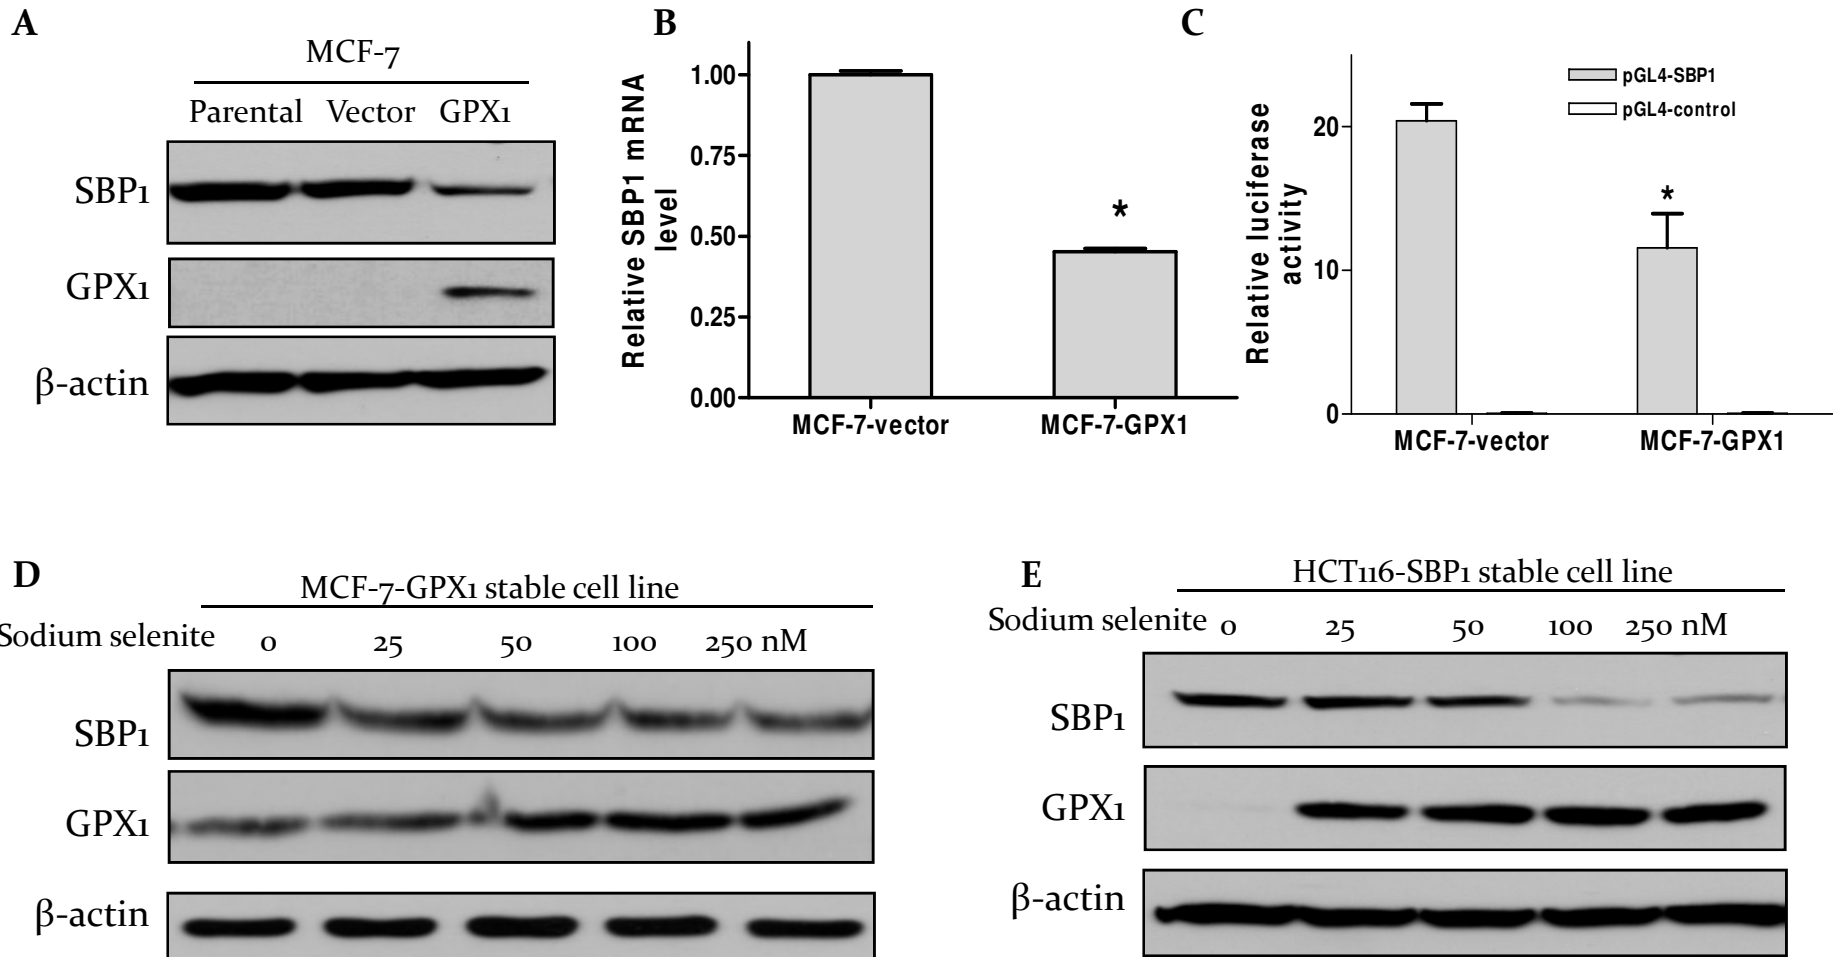 A
MCF-7
Parental Vector GPX1
SBP1
GPX1
β-actin
B
Relative SBP1 mRNA
level
1.00
0.75
0.50
0.25
0.00
*
MCF-7-vector MCF-7-GPX1
C
Relative luciferase
activity
20
10
0
pGL4-SBP1
pGL4-control
*
MCF-7-vector MCF-7-GPX1
D
MCF-7-GPX1 stable cell line
Sodium selenite 0 25 50 100 250 nM
SBP1
GPX1
β-actin
E
HCT116-SBP1 stable cell line
Sodium selenite 0 25 50 100 250 nM
SBP1
GPX1
β-actin